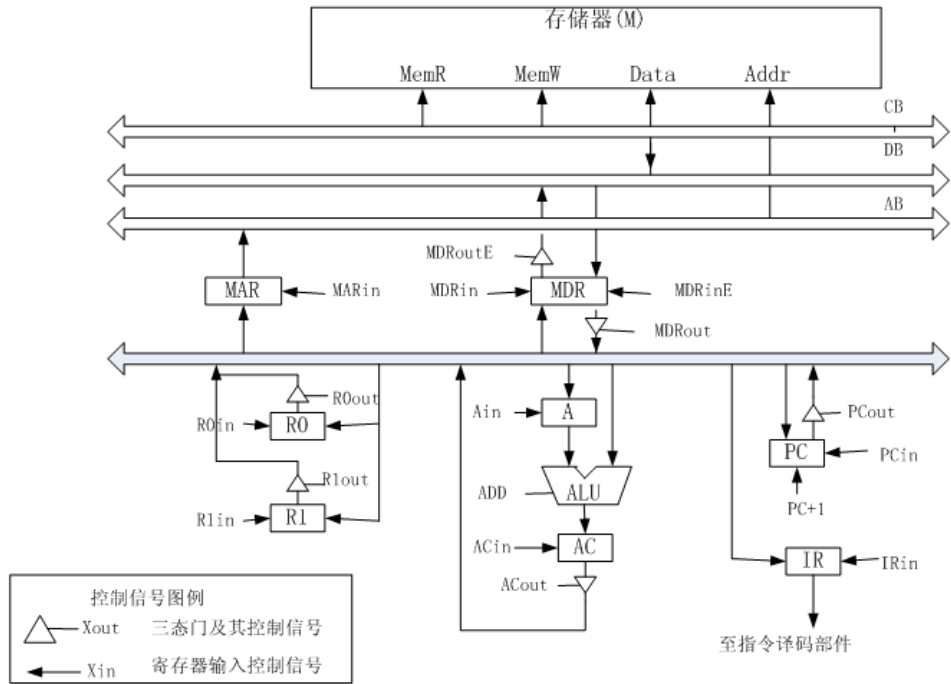 存储器(M)
MemR MemW Data Addr
CB
DB
AB
MDRoutE
MAR MARin MDRin MDR MDRinE
MDRout
R0out
R0in R0
Ain A
PCout
PC PCin
R1out
ADD ALU
PC+1
R1in R1
ACin AC
IR IRin
ACout
控制信号图例
Xout 三态门及其控制信号
Xin 寄存器输入控制信号
至指令译码部件